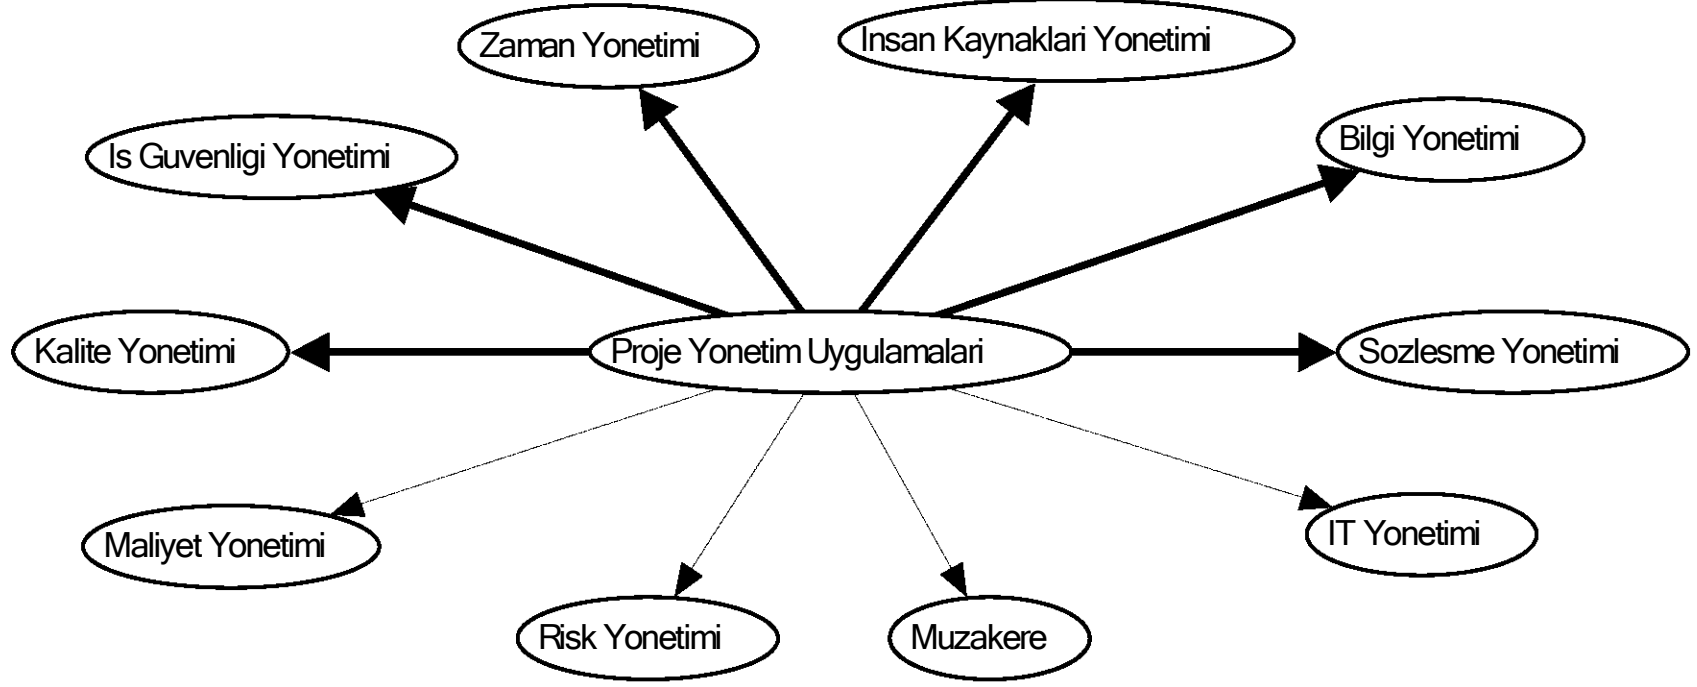 Zaman Yonetimi
Insan Kaynaklari Yonetimi
Bilgi Yonetimi
Is Guvenligi Yonetimi
Kalite Yonetimi
Proje Yonetim Uygulamalari
Sozlesme Yonetimi
Maliyet Yonetimi
IT Yonetimi
Risk Yonetimi
Muzakere